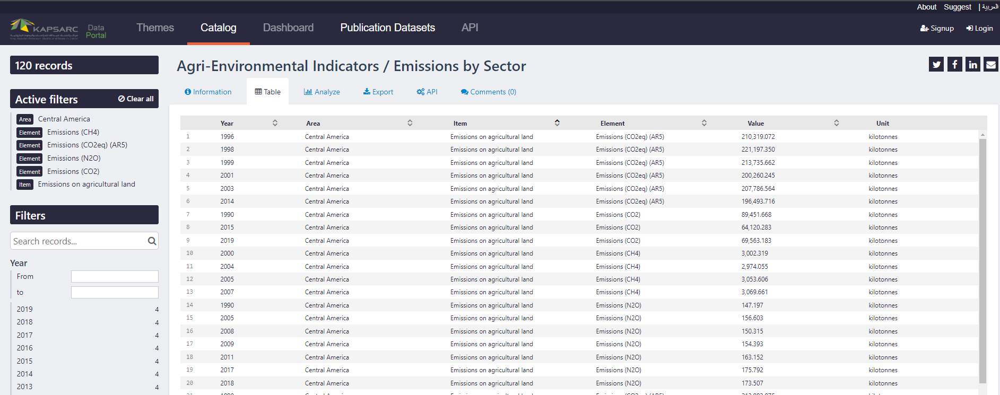 About Suggest | العربية
KAPSARC Data Portal
Themes Catalog Dashboard Publication Datasets API
Signup Login
120 records
Active filters Clear all
Area Central America
Element Emissions (CH4)
Element Emissions (CO2eq) (AR5)
Element Emissions (N2O)
Element Emissions (CO2)
Item Emissions on agricultural land
Filters
Search records...
Year
From
to
2019 4
2018 4
2017 4
2016 4
2015 4
2014 4
2013 4
Agri-Environmental Indicators / Emissions by Sector
Information Table Analyze Export API Comments (0)
Year Area Item Element Value Unit
1 1996 Central America Emissions on agricultural land Emissions (CO2eq) (AR5) 210,319.072 kilotonnes
2 1998 Central America Emissions on agricultural land Emissions (CO2eq) (AR5) 221,197.350 kilotonnes
3 1999 Central America Emissions on agricultural land Emissions (CO2eq) (AR5) 213,735.662 kilotonnes
4 2001 Central America Emissions on agricultural land Emissions (CO2eq) (AR5) 200,260.245 kilotonnes
5 2003 Central America Emissions on agricultural land Emissions (CO2eq) (AR5) 207,786.564 kilotonnes
6 2014 Central America Emissions on agricultural land Emissions (CO2eq) (AR5) 196,493.716 kilotonnes
7 1990 Central America Emissions on agricultural land Emissions (CO2) 89,451.668 kilotonnes
8 2015 Central America Emissions on agricultural land Emissions (CO2) 64,120.283 kilotonnes
9 2019 Central America Emissions on agricultural land Emissions (CO2) 69,563.183 kilotonnes
10 2000 Central America Emissions on agricultural land Emissions (CH4) 3,002.319 kilotonnes
11 2004 Central America Emissions on agricultural land Emissions (CH4) 2,974.055 kilotonnes
12 2005 Central America Emissions on agricultural land Emissions (CH4) 3,053.606 kilotonnes
13 2007 Central America Emissions on agricultural land Emissions (CH4) 3,069.661 kilotonnes
14 1990 Central America Emissions on agricultural land Emissions (N2O) 147.197 kilotonnes
15 2005 Central America Emissions on agricultural land Emissions (N2O) 156.603 kilotonnes
16 2008 Central America Emissions on agricultural land Emissions (N2O) 150.315 kilotonnes
17 2009 Central America Emissions on agricultural land Emissions (N2O) 154.393 kilotonnes
18 2011 Central America Emissions on agricultural land Emissions (N2O) 163.152 kilotonnes
19 2017 Central America Emissions on agricultural land Emissions (N2O) 175.792 kilotonnes
20 2018 Central America Emissions on agricultural land Emissions (N2O) 173.507 kilotonnes